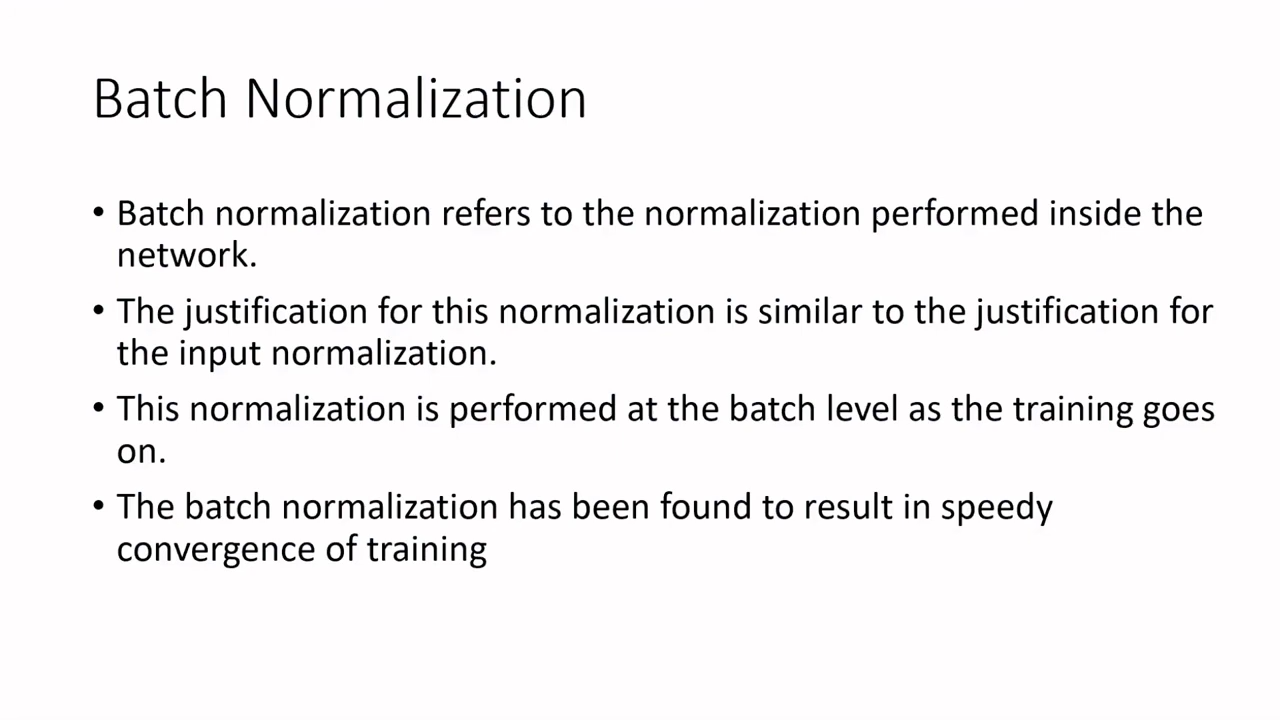 Batch Normalization
• Batch normalization refers to the normalization performed inside the
network.
• The justification for this normalization is similar to the justification for
the input normalization.
• This normalization is performed at the batch level as the training goes
on.
• The batch normalization has been found to result in speedy
convergence of training